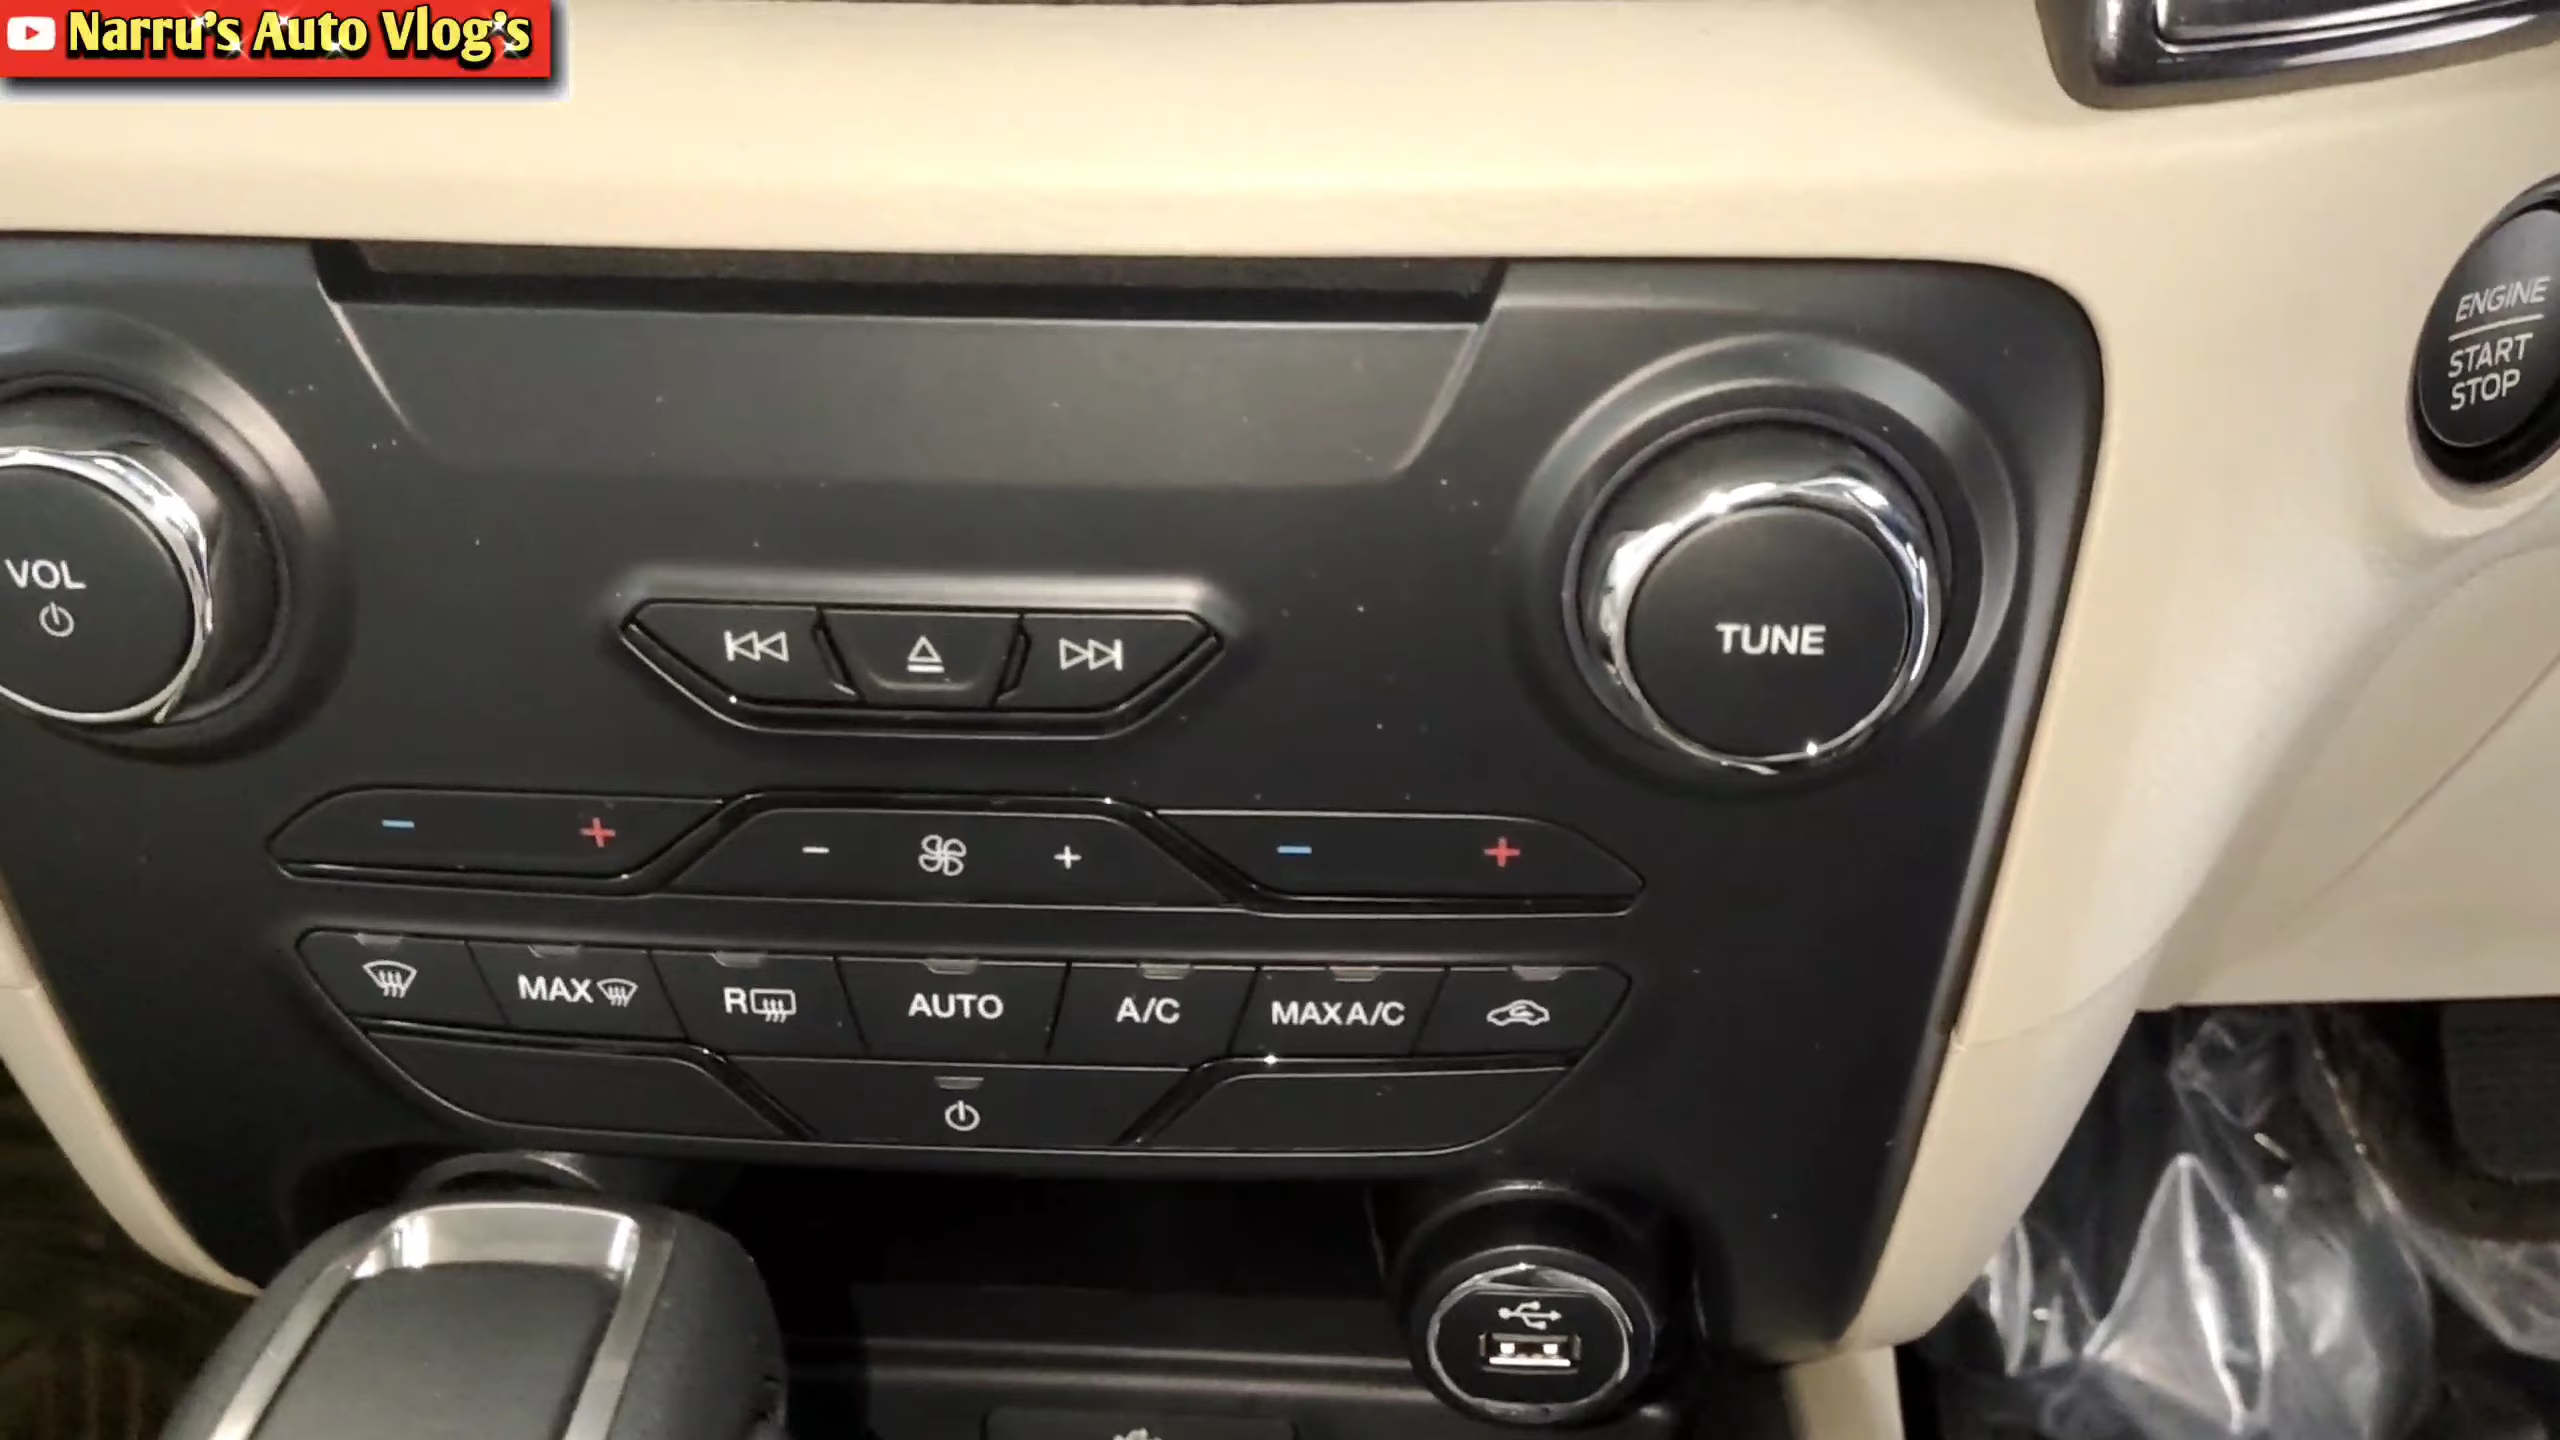 Narru's Auto Vlog's
ENGINE
START
STOP
VOL
TUNE
MAX
R
AUTO
A/C
MAX A/C